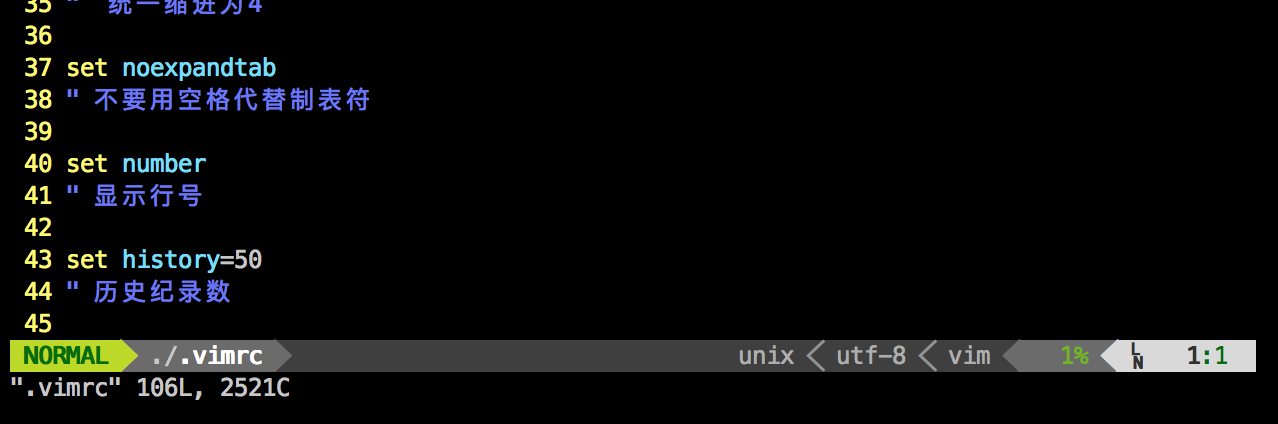 35 " 统一缩进为4
36
37 set noexpandtab
38 " 不要用空格代替制表符
39
40 set number
41 " 显示行号
42
43 set history=50
44 " 历史纪录数
45
NORMAL ./.vimrc unix utf-8 vim 1% LN 1:1
".vimrc" 106L, 2521C